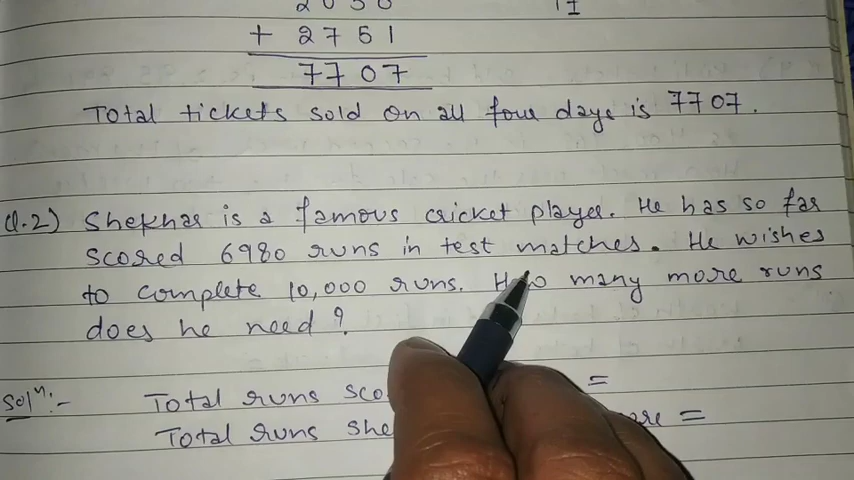 + 2751
7707
Total tickets sold on all four days is 7707.
Q.2) Shekhar is a famous cricket player. He has so far
scored 6980 runs in test matches. He wishes
to complete 10,000 runs. How many more runs
does he need?
Solⁿ:- Total runs =
Total runs =